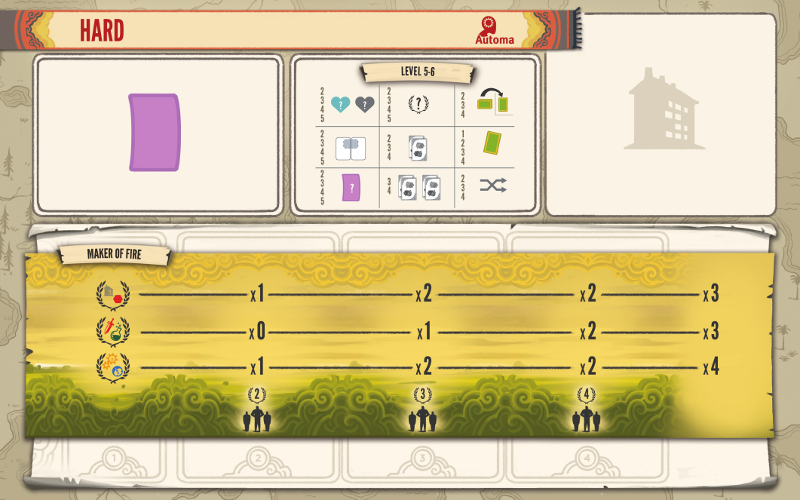 HARD
Automa
LEVEL 5-6
2 3 4 5
? ?
2 3 4 5
?
2 3 4
2 3 4 5
2 3 4
1 2 3 4
2 3 4 5
?
3 4
2 3 4
MAKER OF FIRE
x1 x2 x2 x3
x0 x1 x2 x3
x1 x2 x2 x4
2 3 4
1 2 3 4